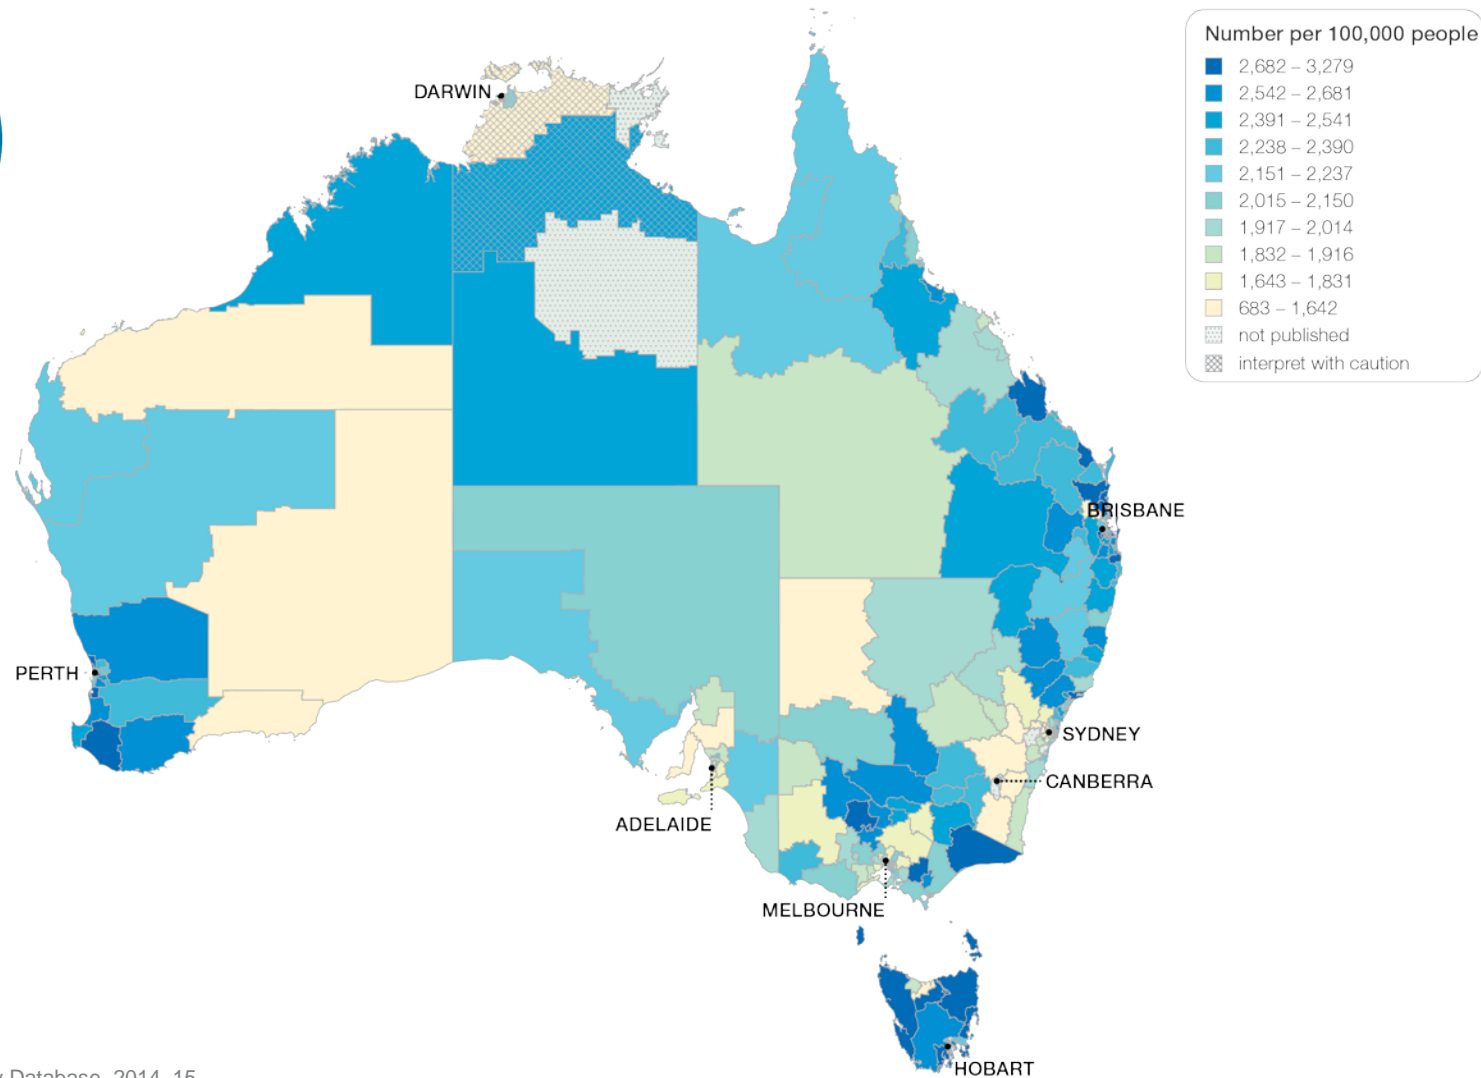 Number per 100,000 people
2,682 – 3,279
2,542 – 2,681
2,391 – 2,541
2,238 – 2,390
2,151 – 2,237
2,015 – 2,150
1,917 – 2,014
1,832 – 1,916
1,643 – 1,831
683 – 1,642
not published
interpret with caution
DARWIN
BRISBANE
PERTH
SYDNEY
CANBERRA
ADELAIDE
MELBOURNE
HOBART
Database, 2014–15